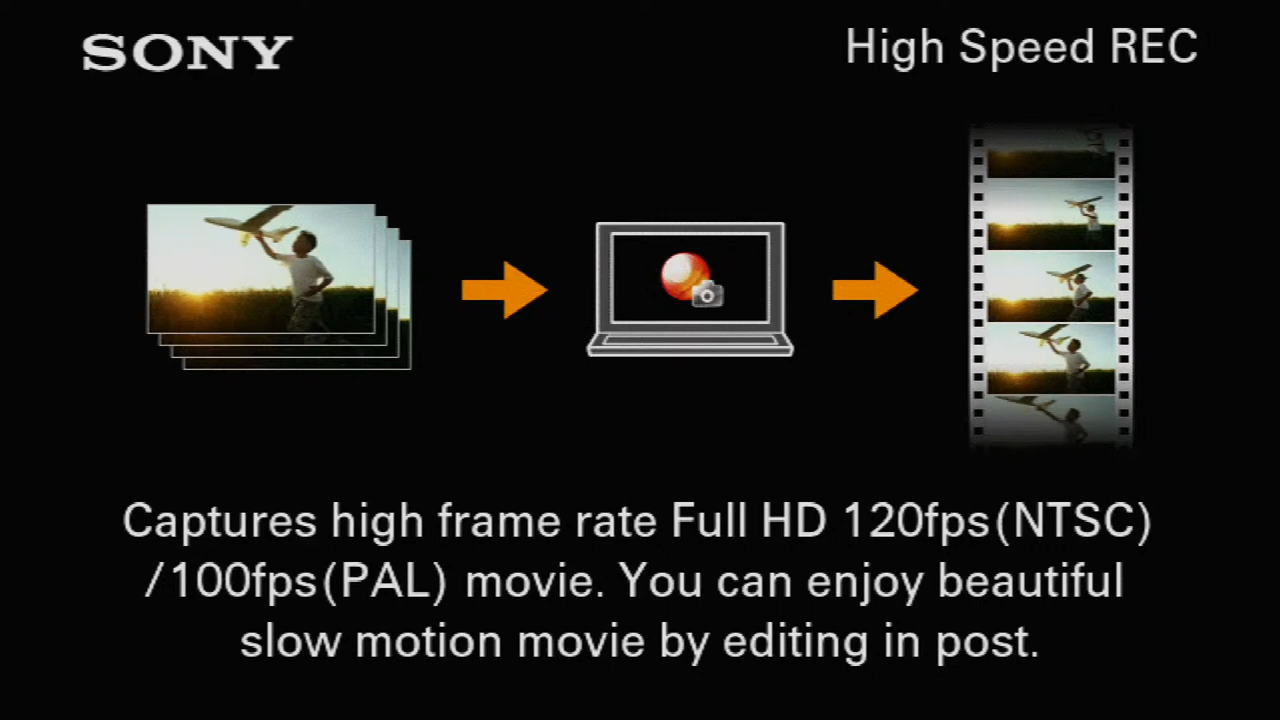 SONY
High Speed REC
Captures high frame rate Full HD 120fps(NTSC)
/100fps(PAL) movie. You can enjoy beautiful
slow motion movie by editing in post.